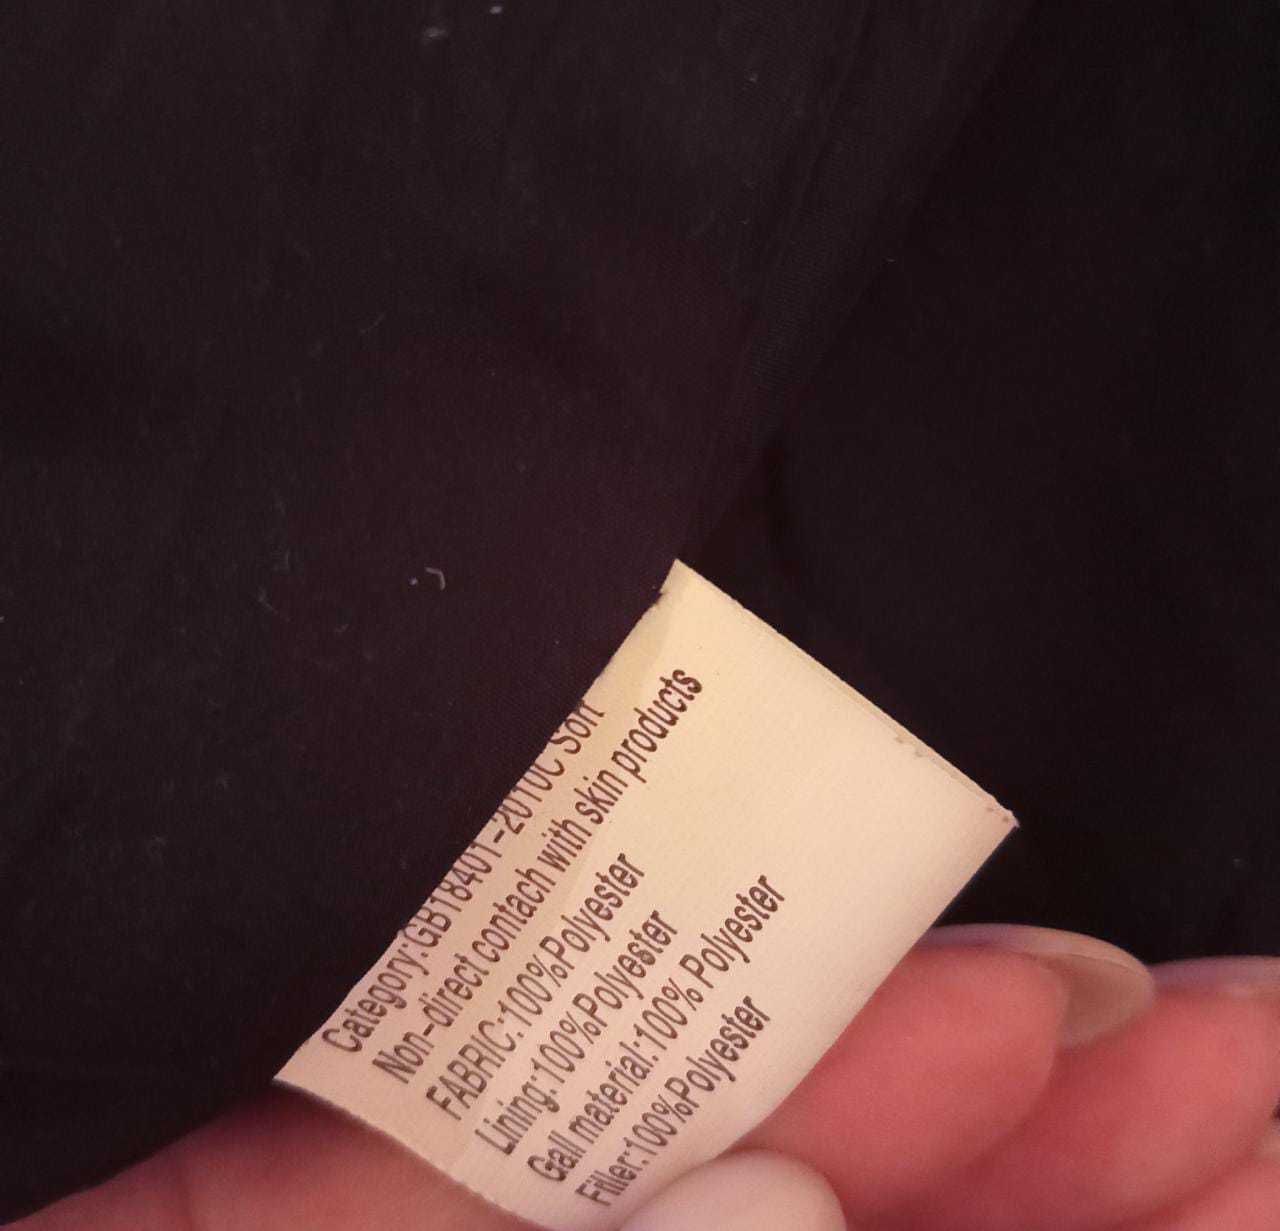 Category:GB18401-2010C Sort
Non-direct contach with skin products
FABRIC:100%Polyester
Lining:100%Polyester
Gall material:100% Polyester
Filler:100%Polyester